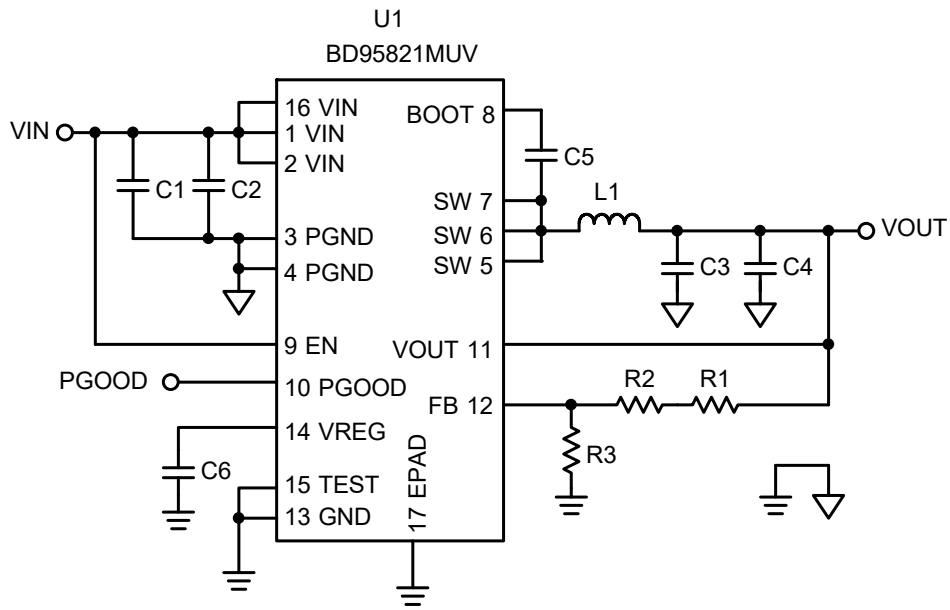 U1
BD95821MUV
16 VIN
BOOT 8
VIN
1 VIN
2 VIN
C5
C1
C2
SW 7
L1
3 PGND
SW 6
VOUT
4 PGND
SW 5
C3
C4
9 EN
VOUT 11
PGOOD
10 PGOOD
R2
R1
FB 12
14 VREG
C6
R3
15 TEST
13 GND
17 EPAD